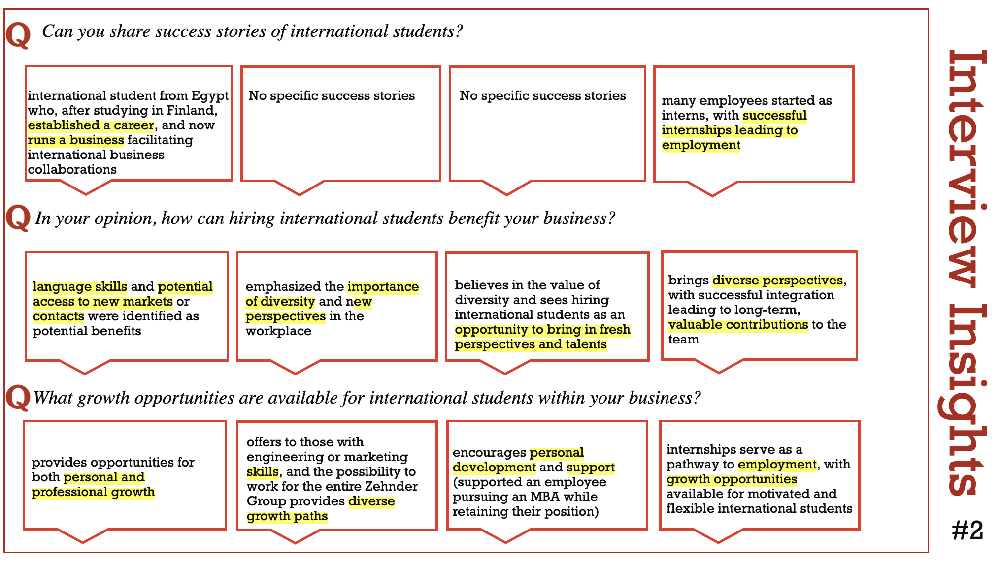 Q Can you share success stories of international students?
international student from Egypt
who, after studying in Finland,
established a career, and now
runs a business facilitating
international business
collaborations
No specific success stories
No specific success stories
many employees started as
interns, with successful
internships leading to
employment
Q In your opinion, how can hiring international students benefit your business?
language skills and potential
access to new markets or
contacts were identified as
potential benefits
emphasized the importance
of diversity and new
perspectives in the
workplace
believes in the value of
diversity and sees hiring
international students as an
opportunity to bring in fresh
perspectives and talents
brings diverse perspectives,
with successful integration
leading to long-term,
valuable contributions to the
team
Q What growth opportunities are available for international students within your business?
provides opportunities for
both personal and
professional growth
offers to those with
engineering or marketing
skills, and the possibility to
work for the entire Zehnder
Group provides diverse
growth paths
encourages personal
development and support
(supported an employee
pursuing an MBA while
retaining their position)
internships serve as a
pathway to employment, with
growth opportunities
available for motivated and
flexible international students
Interview Insights
#2